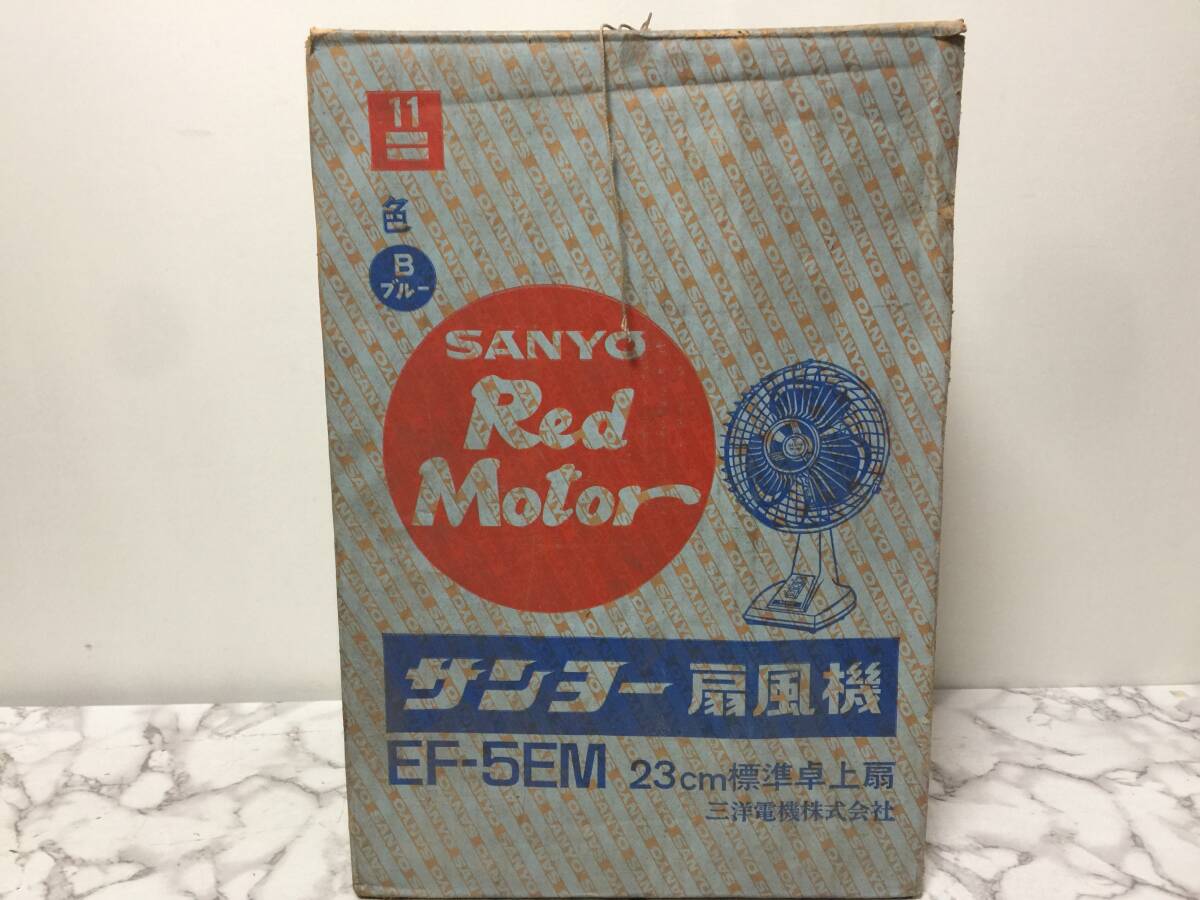 11
色
B
ブルー
SANYO
Red
Motor
サンヨー 扇風機
EF-5EM 23cm標準卓上扇
三洋電機株式会社